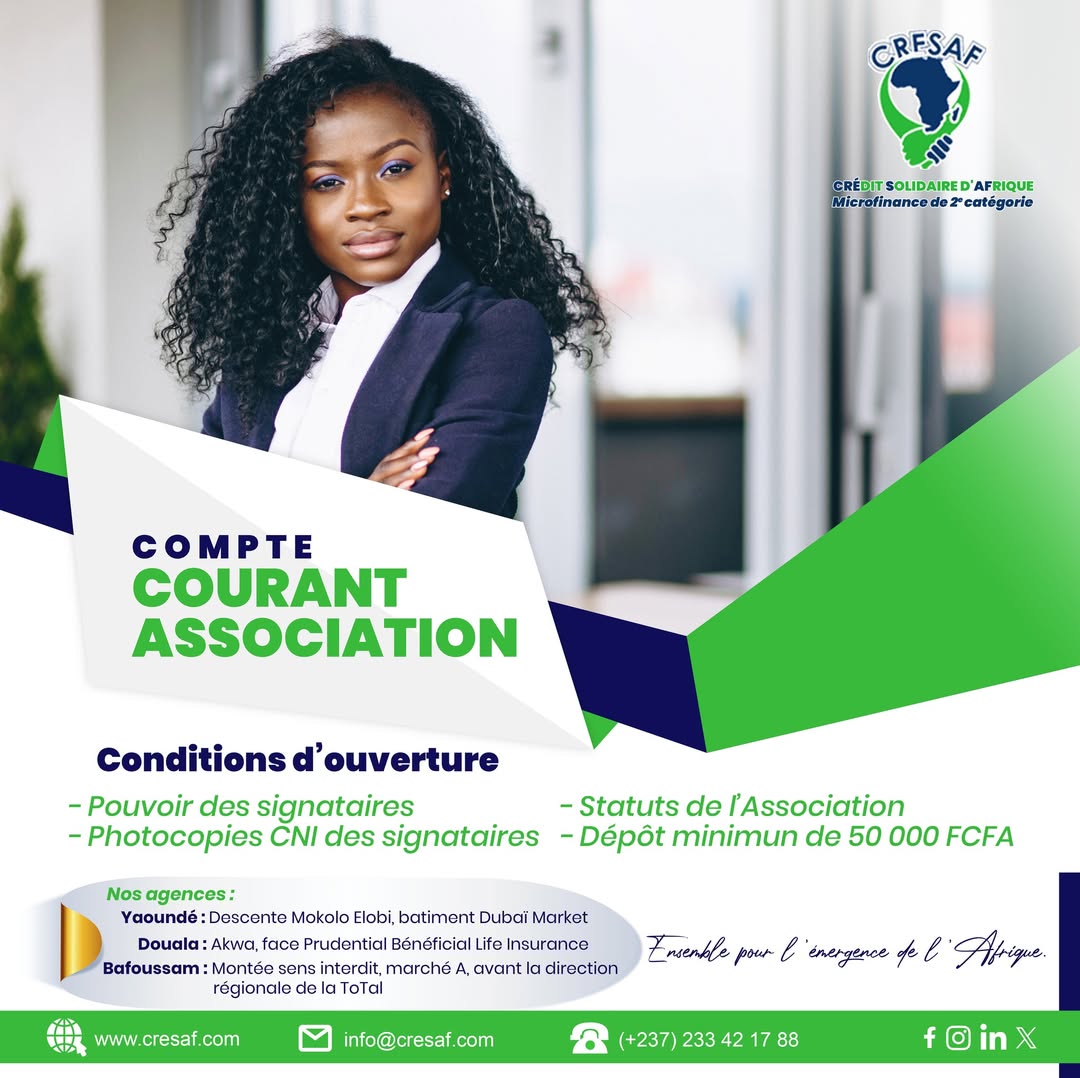 CRESAF
CRÉDIT SOLIDAIRE D'AFRIQUE
Microfinance de 2e catégorie
COMPTE
COURANT
ASSOCIATION
Conditions d'ouverture
- Pouvoir des signataires
- Photocopies CNI des signataires
- Statuts de l'Association
- Dépôt minimun de 50 000 FCFA
Nos agences :
Yaoundé : Descente Mokolo Elobi, batiment Dubaï Market
Douala : Akwa, face Prudential Bénéficial Life Insurance
Bafoussam : Montée sens interdit, marché A, avant la direction
régionale de la ToTal
Ensemble pour l'émergence de l'Afrique.
www.cresaf.com
info@cresaf.com
(+237) 233 42 17 88